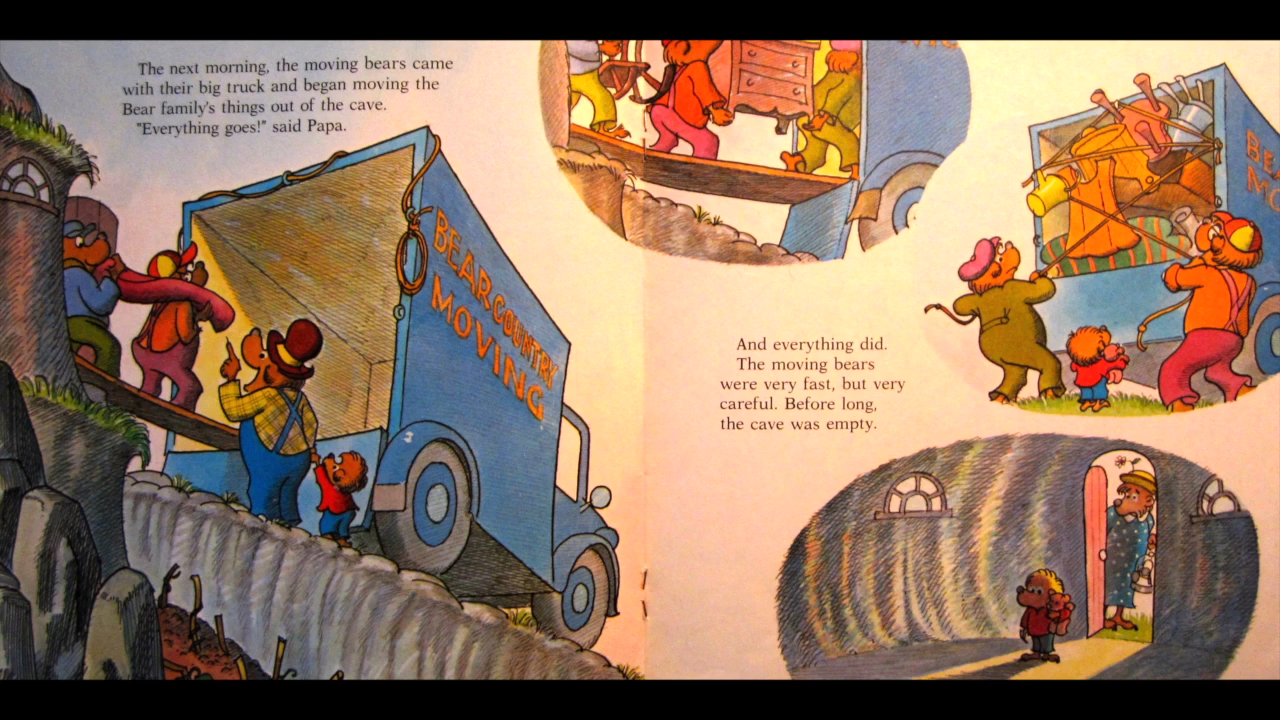 The next morning, the moving bears came
with their big truck and began moving the
Bear family's things out of the cave.
"Everything goes!" said Papa.
BEAR COUNTRY
MOVING
And everything did.
The moving bears
were very fast, but very
careful. Before long,
the cave was empty.